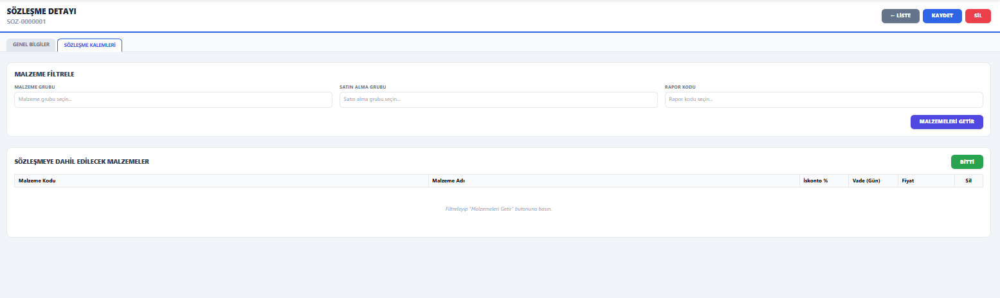 SÖZLEŞME DETAYI
SOZ-0000001
← LİSTE KAYDET SİL
GENEL BİLGİLER SÖZLEŞME KALEMLERİ
MALZEME FİLTRELE
MALZEME GRUBU SATIN ALMA GRUBU RAPOR KODU
Malzeme grubu seçin... Satın alma grubu seçin... Rapor kodu seçin...
MALZEMELERİ GETİR
SÖZLEŞMEYE DAHİL EDİLECEK MALZEMELER BİTTİ
Malzeme Kodu Malzeme Adı İskonto % Vade (Gün) Fiyat Sil
Filtreleyip "Malzemeleri Getir" butonuna basın.